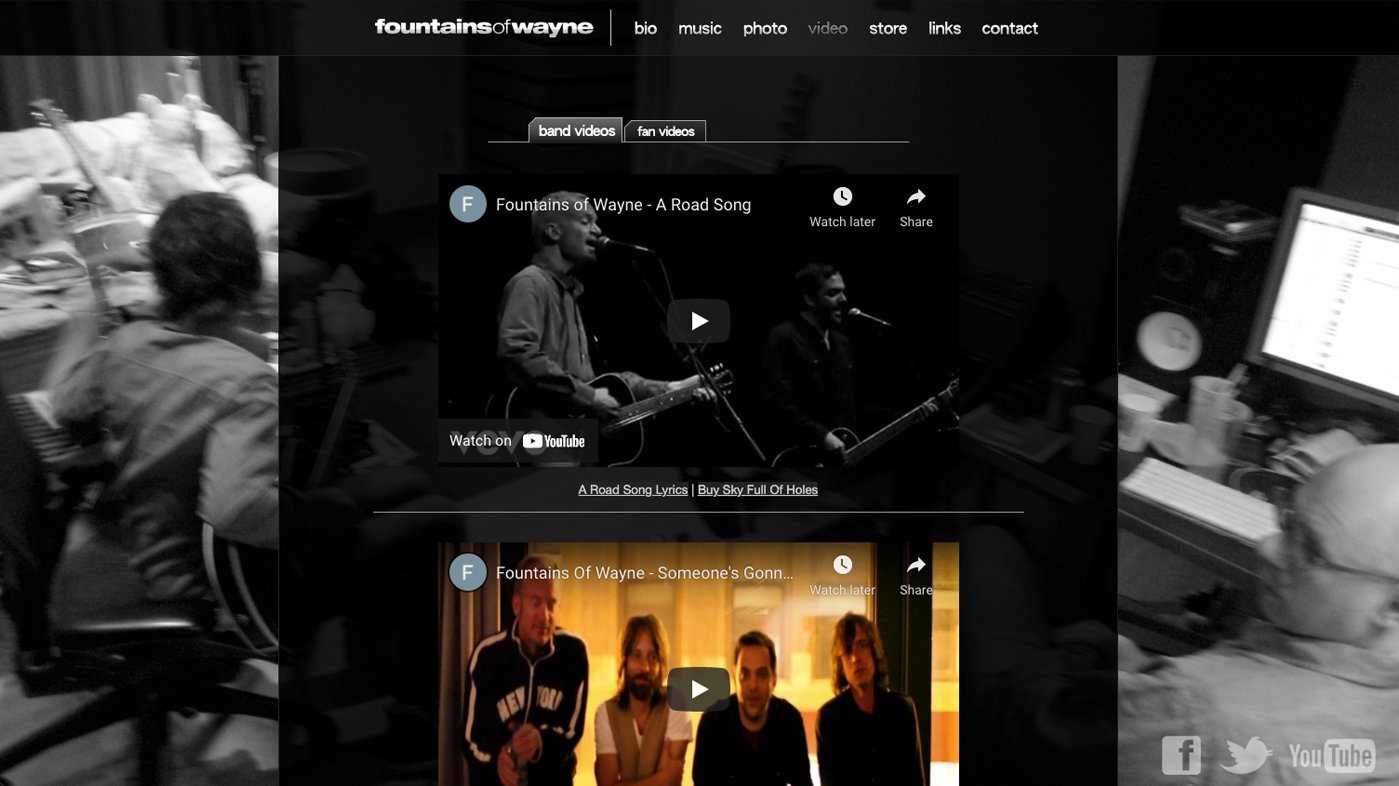 fountainsofwayne bio music photo video store links contact
band videos fan videos
F Fountains of Wayne - A Road Song Watch later Share
Watch on YouTube
vevo
A Road Song Lyrics | Buy Sky Full Of Holes
F Fountains Of Wayne - Someone's Gonn... Watch later Share
NEW YORK
f YouTube